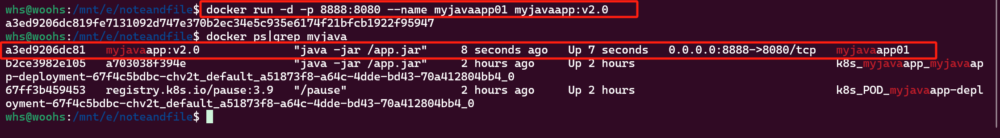 whs@woohs:/mnt/e/noteandfile$ docker run -d -p 8888:8080 --name myjavaapp01 myjavaapp:v2.0
a3ed9206dc819fe7131092d747e370b2ec34e5c935e6174f21bfcb1922f95947
whs@woohs:/mnt/e/noteandfile$ docker ps|grep myjava
a3ed9206dc81   myjavaapp:v2.0              "java -jar /app.jar"     8 seconds ago   Up 7 seconds   0.0.0.0:8888->8080/tcp   myjavaapp01
b2ce3982e105   a703038f394e                "java -jar /app.jar"     2 hours ago     Up 2 hours                              k8s_myjavaapp_myjavaap
p-deployment-67f4c5bdbc-chv2t_default_a51873f8-a64c-4dde-bd43-70a412804bb4_0
67ff3b459453   registry.k8s.io/pause:3.9   "/pause"                 2 hours ago     Up 2 hours                              k8s_POD_myjavaapp-depl
oyment-67f4c5bdbc-chv2t_default_a51873f8-a64c-4dde-bd43-70a412804bb4_0
whs@woohs:/mnt/e/noteandfile$